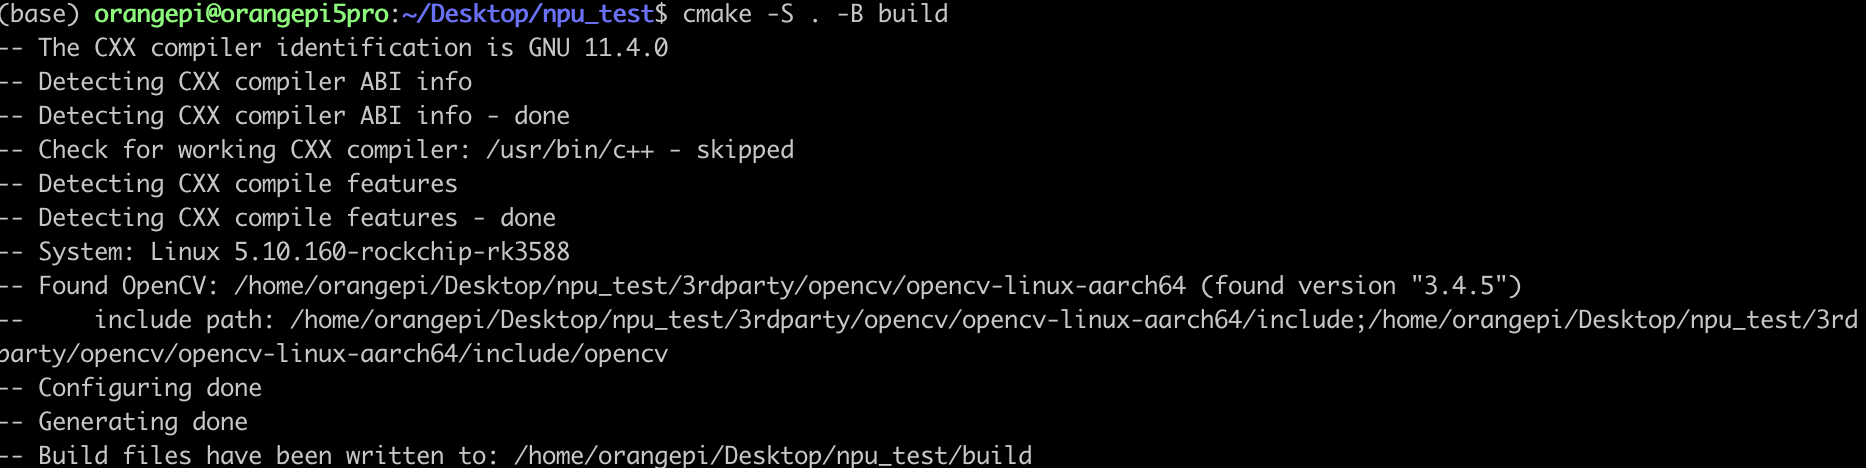 (base) orangepi@orangepi5pro:~/Desktop/npu_test$ cmake -S . -B build
-- The CXX compiler identification is GNU 11.4.0
-- Detecting CXX compiler ABI info
-- Detecting CXX compiler ABI info - done
-- Check for working CXX compiler: /usr/bin/c++ - skipped
-- Detecting CXX compile features
-- Detecting CXX compile features - done
-- System: Linux 5.10.160-rockchip-rk3588
-- Found OpenCV: /home/orangepi/Desktop/npu_test/3rdparty/opencv/opencv-linux-aarch64 (found version "3.4.5")
--     include path: /home/orangepi/Desktop/npu_test/3rdparty/opencv/opencv-linux-aarch64/include;/home/orangepi/Desktop/npu_test/3rd
party/opencv/opencv-linux-aarch64/include/opencv
-- Configuring done
-- Generating done
-- Build files have been written to: /home/orangepi/Desktop/npu_test/build